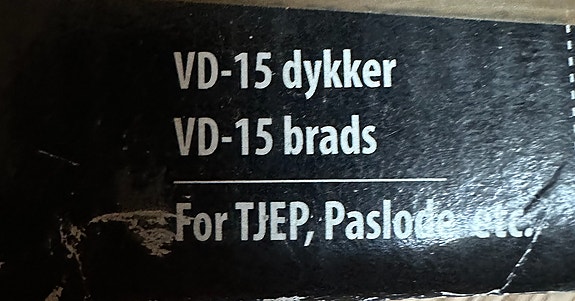 VD-15 dykker
VD-15 brads
For TJEP, Paslode etc.